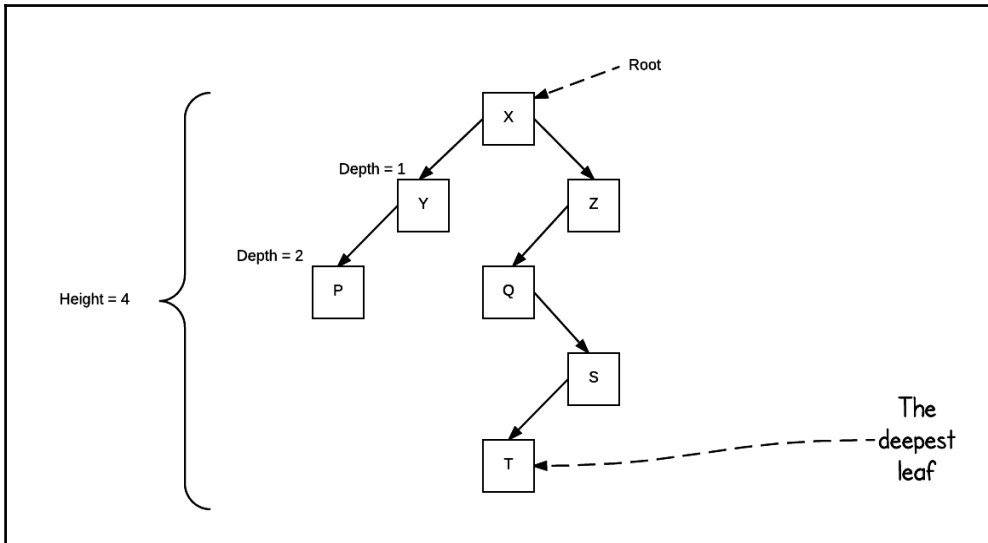 Root
X
Depth = 1
Y
Z
Depth = 2
P
Q
Height = 4
S
The
deepest
leaf
T